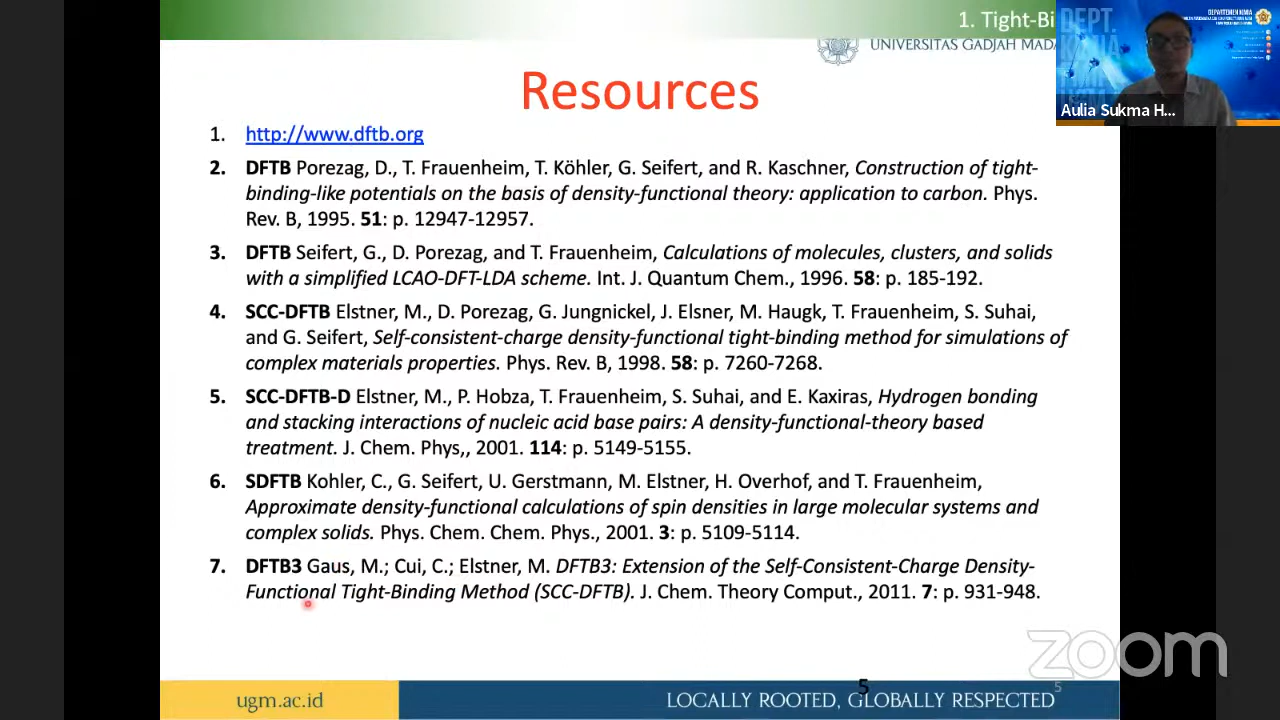 1. Tight-Bi
UNIVERSITAS GADJAH MADA
DEPARTEMEN KIMIA
DEPT.
KIMIA
Aulia Sukma H...
Resources
1. http://www.dftb.org
2. DFTB Porezag, D., T. Frauenheim, T. Köhler, G. Seifert, and R. Kaschner, Construction of tight-
binding-like potentials on the basis of density-functional theory: application to carbon. Phys.
Rev. B, 1995. 51: p. 12947-12957.
3. DFTB Seifert, G., D. Porezag, and T. Frauenheim, Calculations of molecules, clusters, and solids
with a simplified LCAO-DFT-LDA scheme. Int. J. Quantum Chem., 1996. 58: p. 185-192.
4. SCC-DFTB Elstner, M., D. Porezag, G. Jungnickel, J. Elsner, M. Haugk, T. Frauenheim, S. Suhai,
and G. Seifert, Self-consistent-charge density-functional tight-binding method for simulations of
complex materials properties. Phys. Rev. B, 1998. 58: p. 7260-7268.
5. SCC-DFTB-D Elstner, M., P. Hobza, T. Frauenheim, S. Suhai, and E. Kaxiras, Hydrogen bonding
and stacking interactions of nucleic acid base pairs: A density-functional-theory based
treatment. J. Chem. Phys,, 2001. 114: p. 5149-5155.
6. SDFTB Kohler, C., G. Seifert, U. Gerstmann, M. Elstner, H. Overhof, and T. Frauenheim,
Approximate density-functional calculations of spin densities in large molecular systems and
complex solids. Phys. Chem. Chem. Phys., 2001. 3: p. 5109-5114.
7. DFTB3 Gaus, M.; Cui, C.; Elstner, M. DFTB3: Extension of the Self-Consistent-Charge Density-
Functional Tight-Binding Method (SCC-DFTB). J. Chem. Theory Comput., 2011. 7: p. 931-948.
zoom
5
5
ugm.ac.id
LOCALLY ROOTED, GLOBALLY RESPECTED